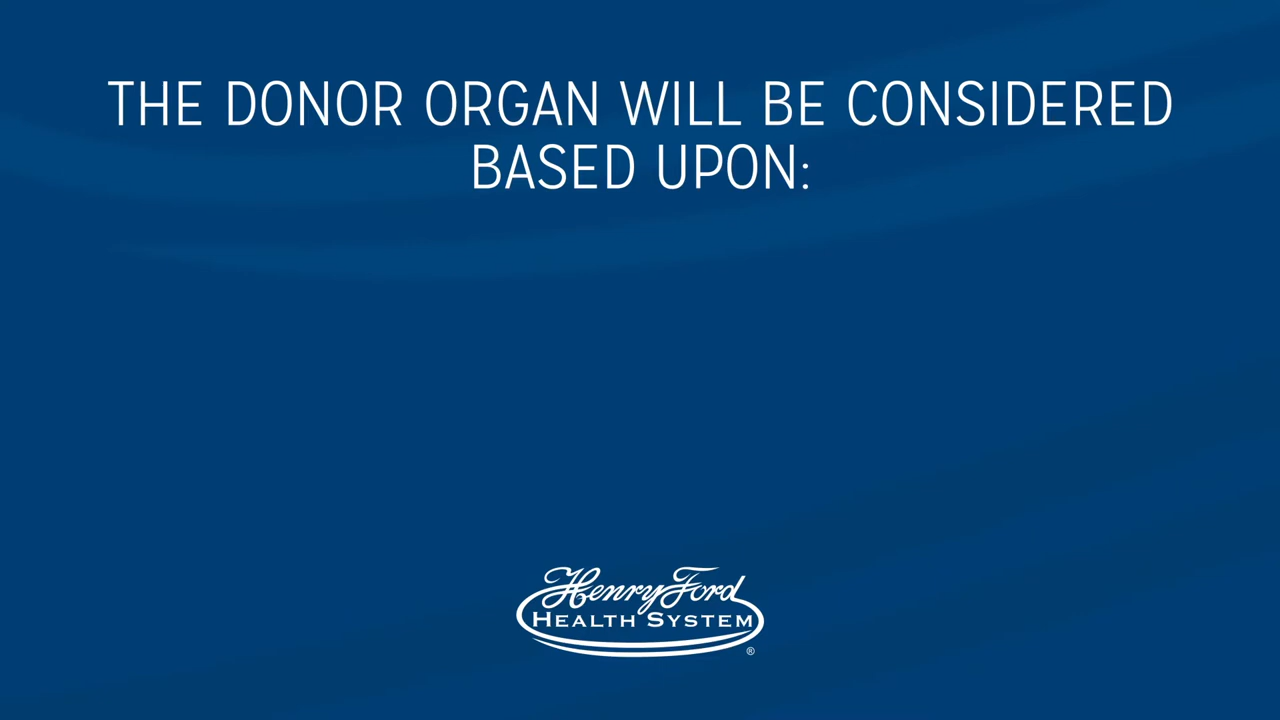 THE DONOR ORGAN WILL BE CONSIDERED
BASED UPON:
Henry Ford
HEALTH SYSTEM
®